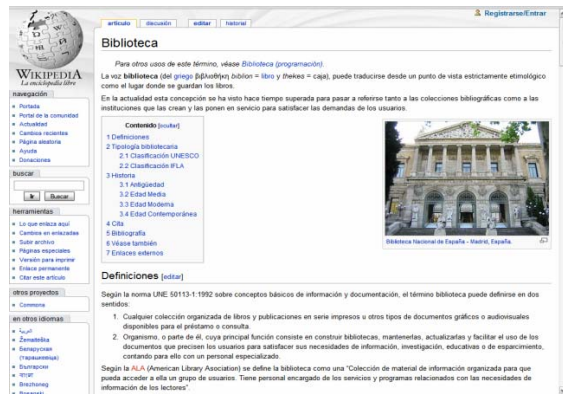 Registrarse/Entrar
artículo discusión editar historial
Biblioteca
Para otros usos de este término, véase Biblioteca (programación).
La voz biblioteca (del griego βιβλιοθήκη biblion = libro y thekes = caja), puede traducirse desde un punto de vista estrictamente etimológico
como el lugar donde se guardan los libros.
En la actualidad esta concepción se ha visto hace tiempo superada para pasar a referirse tanto a las colecciones bibliográficas como a las
instituciones que las crean y las ponen en servicio para satisfacer las demandas de los usuarios.
Contenido [ocultar]
1 Definiciones
2 Tipología bibliotecaria
2.1 Clasificación UNESCO
2.2 Clasificación IFLA
3 Historia
3.1 Antigüedad
3.2 Edad Media
3.3 Edad Moderna
3.4 Edad Contemporánea
4 Cita
5 Bibliografía
6 Véase también
7 Enlaces externos
Biblioteca Nacional de España - Madrid, España.
Definiciones [editar]
Según la norma UNE 50113-1:1992 sobre conceptos básicos de información y documentación, el término biblioteca puede definirse en dos
sentidos:
1. Cualquier colección organizada de libros y publicaciones en serie impresos u otros tipos de documentos gráficos o audiovisuales
disponibles para el préstamo o consulta.
2. Organismo, o parte de él, cuya principal función consiste en construir bibliotecas, mantenerlas, actualizarlas y facilitar el uso de los
documentos que precisen los usuarios para satisfacer sus necesidades de información, investigación, educativas o de esparcimiento,
contando para ello con un personal especializado.
Según la ALA (American Library Asociation) se define la biblioteca como una "Colección de material de información organizada para que
pueda acceder a ella un grupo de usuarios. Tiene personal encargado de los servicios y programas relacionados con las necesidades de
información de los lectores".
WIKIPEDIA
La enciclopedia libre
navegación
Portada
Portal de la comunidad
Actualidad
Cambios recientes
Página aleatoria
Ayuda
Donaciones
buscar
Ir Buscar
herramientas
Lo que enlaza aquí
Cambios en enlazadas
Subir archivo
Páginas especiales
Versión para imprimir
Enlace permanente
Citar este artículo
otros proyectos
Commons
en otros idiomas
العربية
Žemaitėška
Беларуская
(тарашкевіца)
Български
বাংলা
Brezhoneg
Bosanski